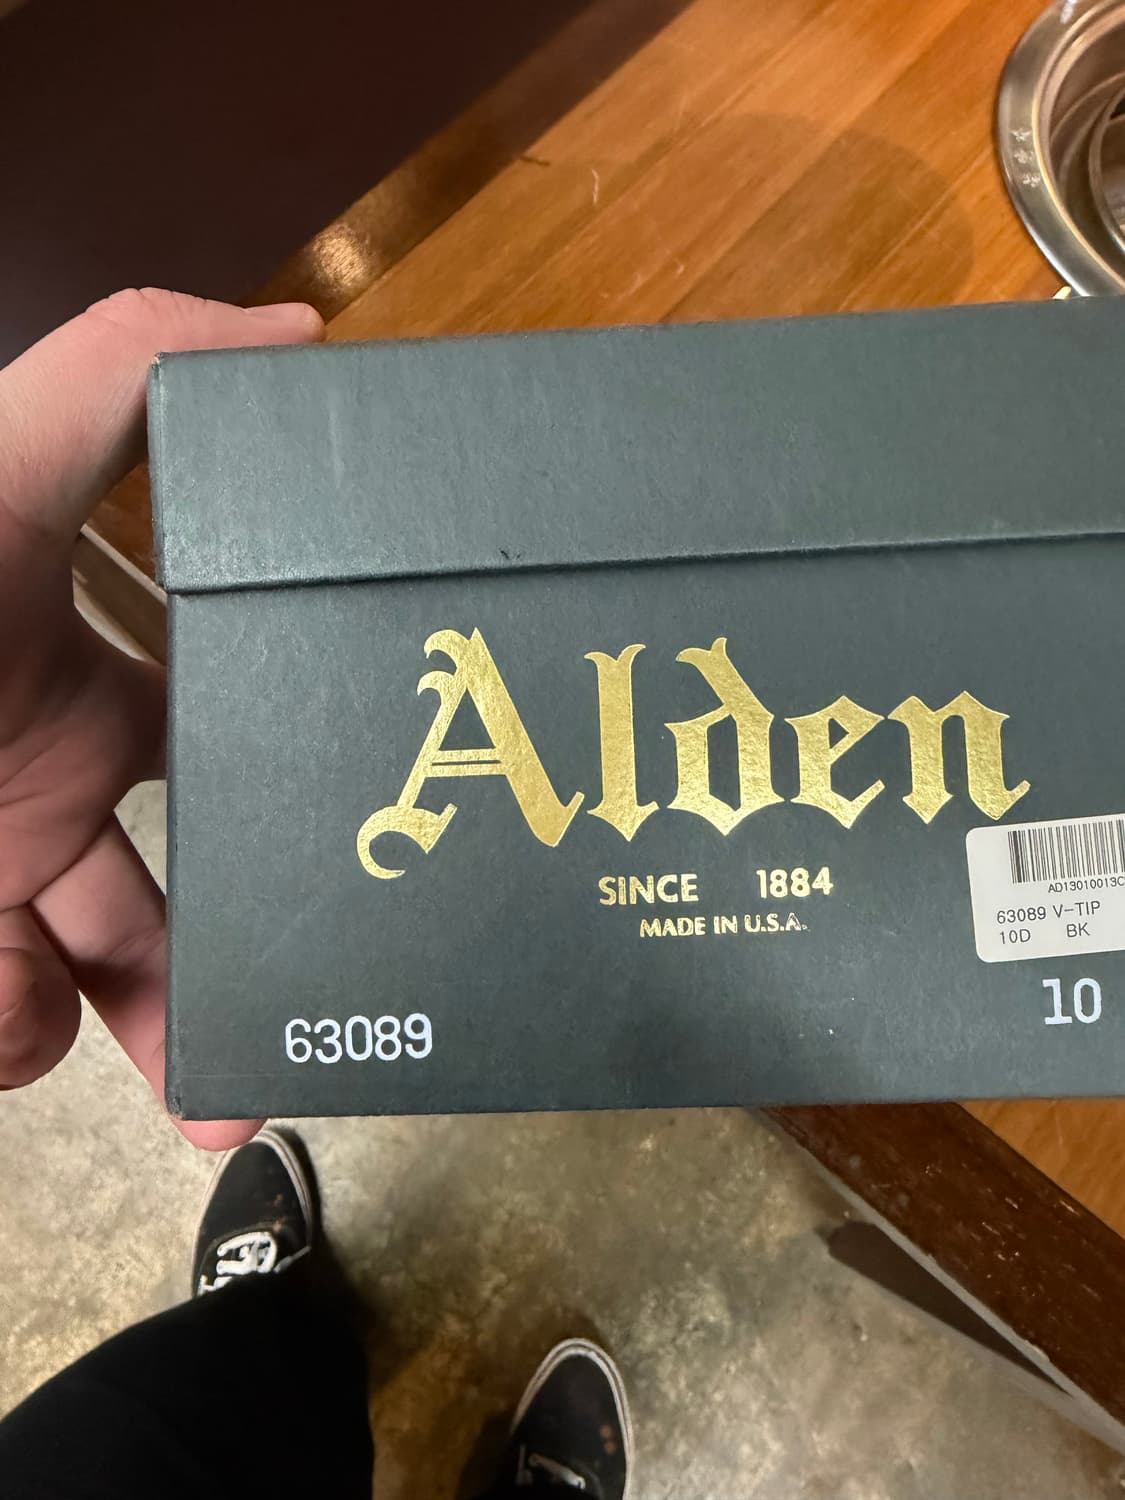 Alden
SINCE 1884
MADE IN U.S.A.
AD13010013C
63089 V-TIP
10D BK
10
63089